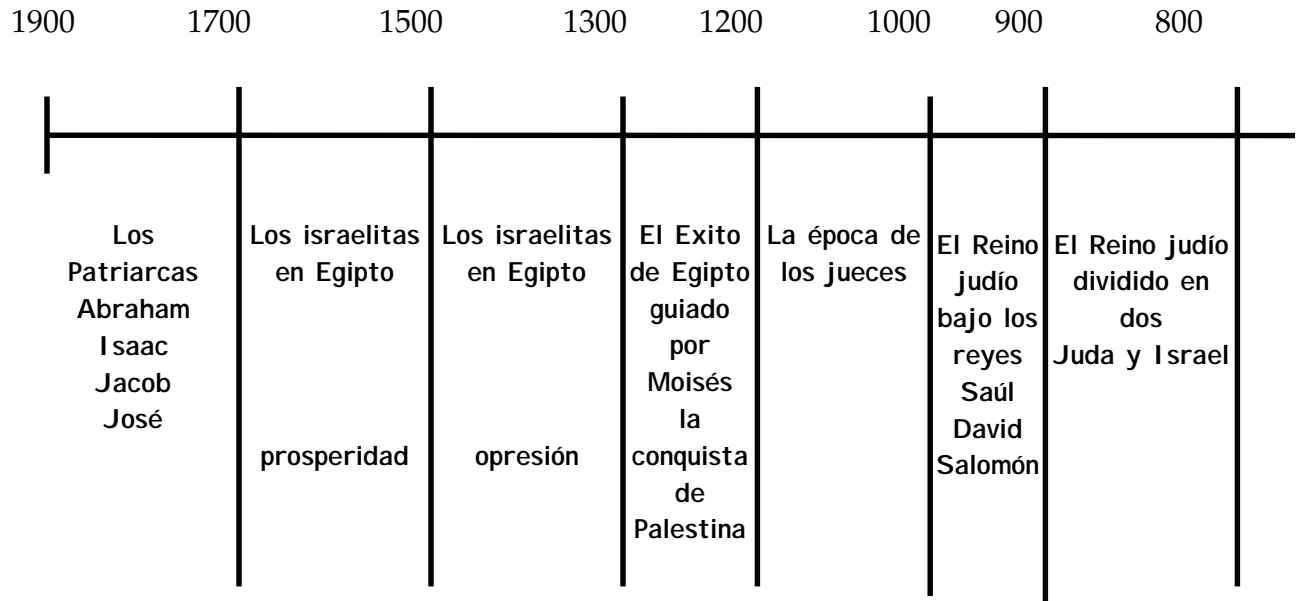 1900 1700 1500 1300 1200 1000 900 800
Los
Patriarcas
Abraham
Isaac
Jacob
José
Los israelitas
en Egipto
prosperidad
Los israelitas
en Egipto
opresión
El Exito
de Egipto
guiado
por
Moisés
la
conquista
de
Palestina
La época de
los jueces
El Reino
judío
bajo los
reyes
Saúl
David
Salomón
El Reino judío
dividido en
dos
Juda y Israel